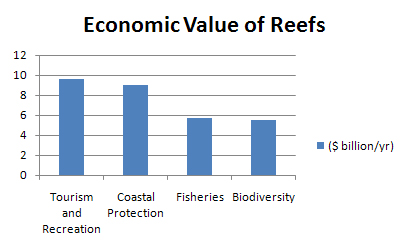 Economic Value of Reefs
12
10
8
6
4
2
0
Tourism and Recreation
Coastal Protection
Fisheries
Biodiversity
($ billion/yr)